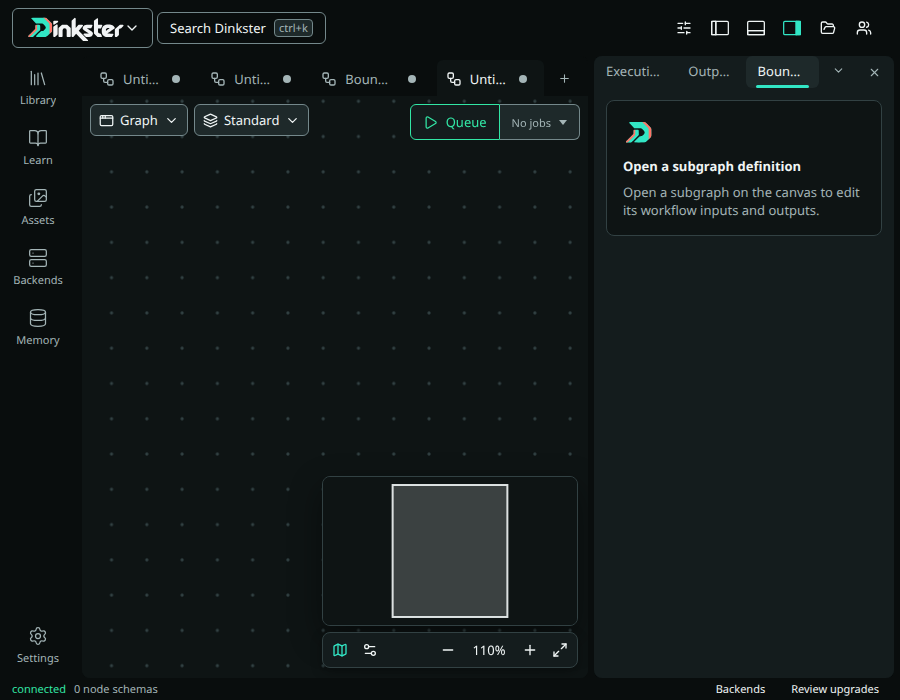 Dinkster
Search Dinkster ctrl+k
Library
Learn
Assets
Backends
Memory
Settings
Unti...
Unti...
Boun...
Unti...
Graph
Standard
Queue
No jobs
110%
Executi...
Outp...
Boun...
Open a subgraph definition
Open a subgraph on the canvas to edit
its workflow inputs and outputs.
connected 0 node schemas
Backends
Review upgrades